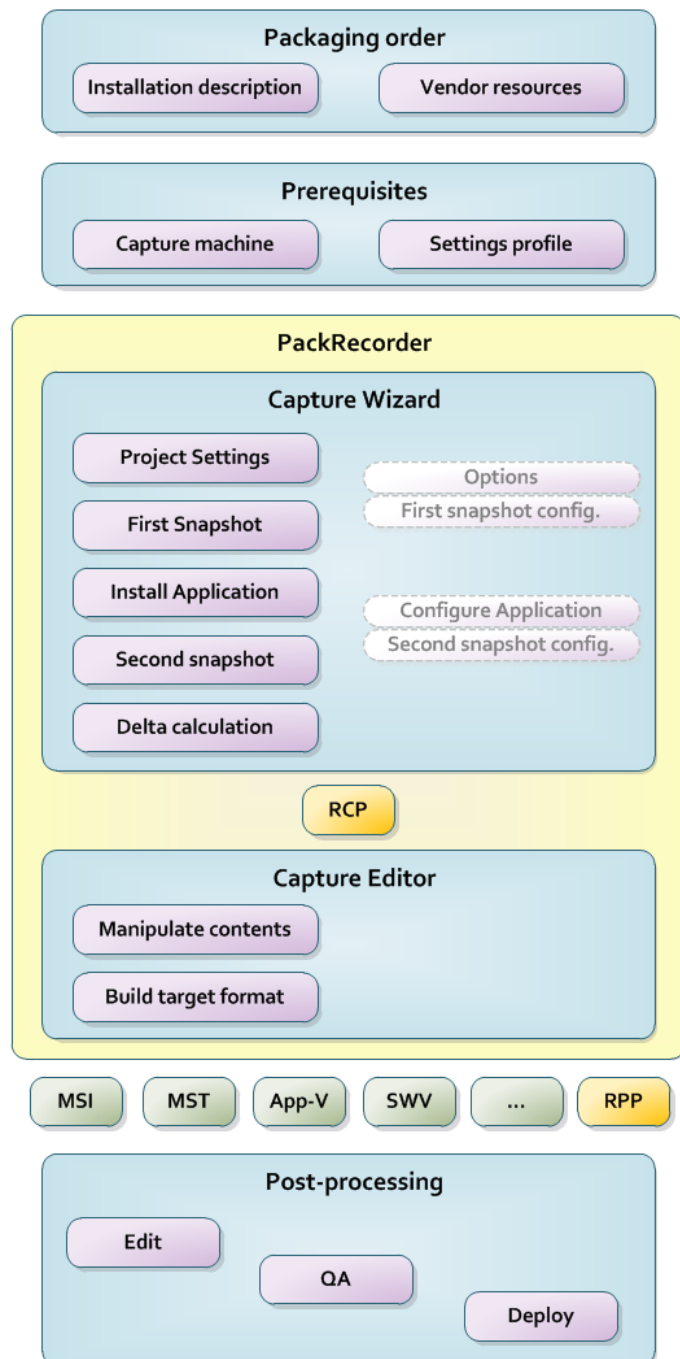 Packaging order
Installation description
Vendor resources
Prerequisites
Capture machine
Settings profile
PackRecorder
Capture Wizard
Project Settings
Options
First Snapshot
First snapshot config.
Install Application
Configure Application
Second snapshot
Second snapshot config.
Delta calculation
RCP
Capture Editor
Manipulate contents
Build target format
MSI
MST
App-V
SWV
...
RPP
Post-processing
Edit
QA
Deploy